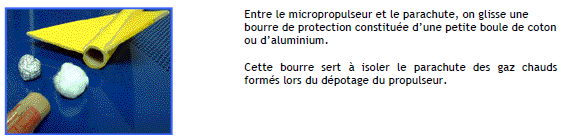 Entre le micropropulseur et le parachute, on glisse une
bourre de protection constituée d'une petite boule de coton
ou d'aluminium.
Cette bourre sert à isoler le parachute des gaz chauds
formés lors du dépotage du propulseur.